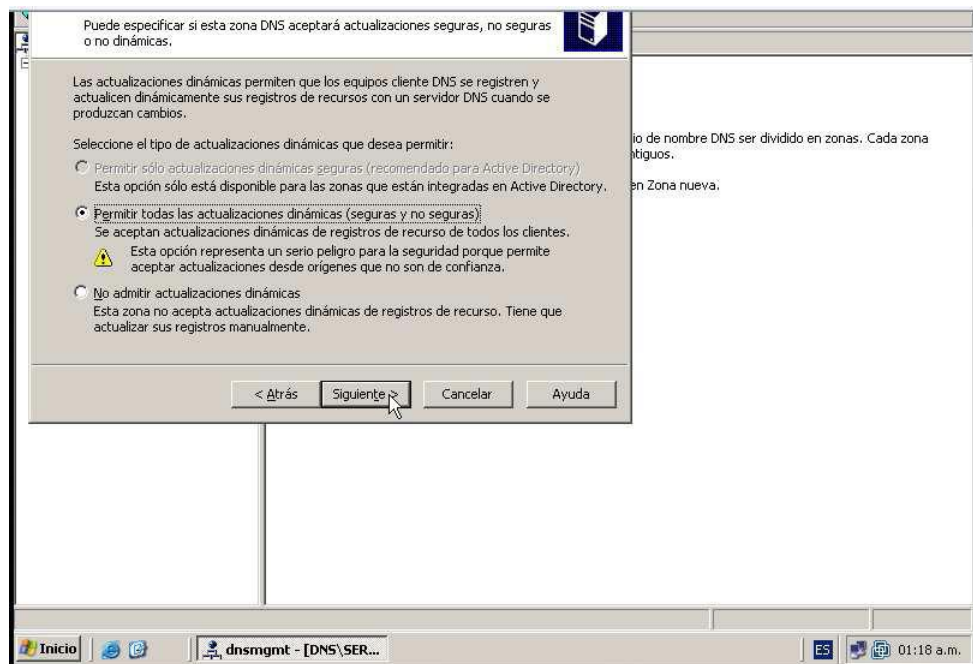 Puede especificar si esta zona DNS aceptará actualizaciones seguras, no seguras
o no dinámicas.
Las actualizaciones dinámicas permiten que los equipos cliente DNS se registren y
actualicen dinámicamente sus registros de recursos con un servidor DNS cuando se
produzcan cambios.
Seleccione el tipo de actualizaciones dinámicas que desea permitir:
Permitir sólo actualizaciones dinámicas seguras (recomendado para Active Directory)
Esta opción sólo está disponible para las zonas que están integradas en Active Directory.
Permitir todas las actualizaciones dinámicas (seguras y no seguras)
Se aceptan actualizaciones dinámicas de registros de recurso de todos los clientes.
Esta opción representa un serio peligro para la seguridad porque permite
aceptar actualizaciones desde orígenes que no son de confianza.
No admitir actualizaciones dinámicas
Esta zona no acepta actualizaciones dinámicas de registros de recurso. Tiene que
actualizar sus registros manualmente.
< Atrás
Siguiente >
Cancelar
Ayuda
io de nombre DNS ser dividido en zonas. Cada zona
ntiguos.
en Zona nueva.
Inicio
dnsmgmt - [DNS\SER...
ES
01:18 a.m.